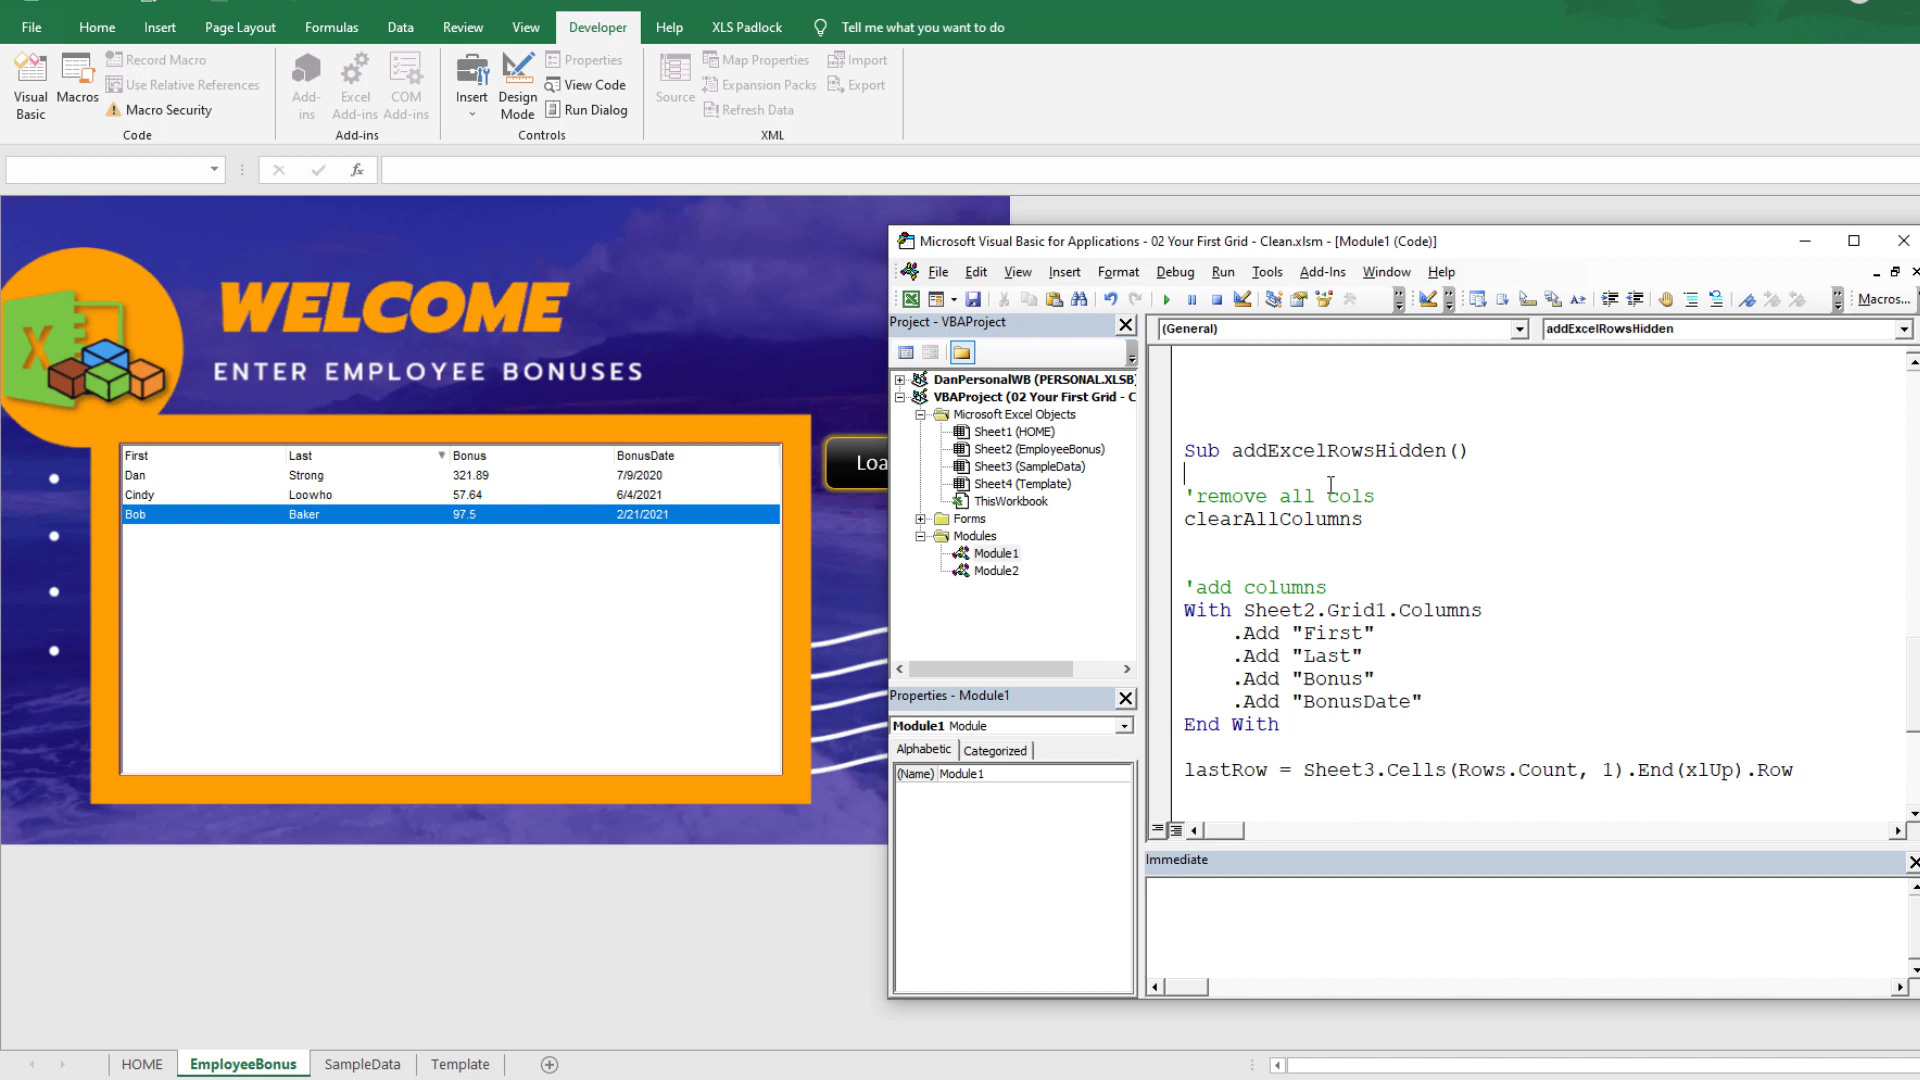 File Home Insert Page Layout Formulas Data Review View Developer Help XLS Padlock Tell me what you want to do
Visual Basic
Macros
Record Macro
Use Relative References
Macro Security
Code
Add-ins
Excel Add-ins
COM Add-ins
Add-ins
Insert
Design Mode
Properties
View Code
Run Dialog
Controls
Source
Map Properties
Expansion Packs
Refresh Data
Import
Export
XML
fx
WELCOME
ENTER EMPLOYEE BONUSES
First Last Bonus BonusDate
Dan Strong 321.89 7/9/2020
Cindy Loowho 57.64 6/4/2021
Bob Baker 97.5 2/21/2021
Loa
Microsoft Visual Basic for Applications - 02 Your First Grid - Clean.xlsm - [Module1 (Code)]
File Edit View Insert Format Debug Run Tools Add-Ins Window Help
Macros...
Project - VBAProject
DanPersonalWB (PERSONAL.XLSB)
VBAProject (02 Your First Grid - C
Microsoft Excel Objects
Sheet1 (HOME)
Sheet2 (EmployeeBonus)
Sheet3 (SampleData)
Sheet4 (Template)
ThisWorkbook
Forms
Modules
Module1
Module2
Properties - Module1
Module1 Module
Alphabetic Categorized
(Name) Module1
(General) addExcelRowsHidden
Sub addExcelRowsHidden()
'remove all cols
clearAllColumns
'add columns
With Sheet2.Grid1.Columns
.Add "First"
.Add "Last"
.Add "Bonus"
.Add "BonusDate"
End With
lastRow = Sheet3.Cells(Rows.Count, 1).End(xlUp).Row
Immediate
HOME EmployeeBonus SampleData Template